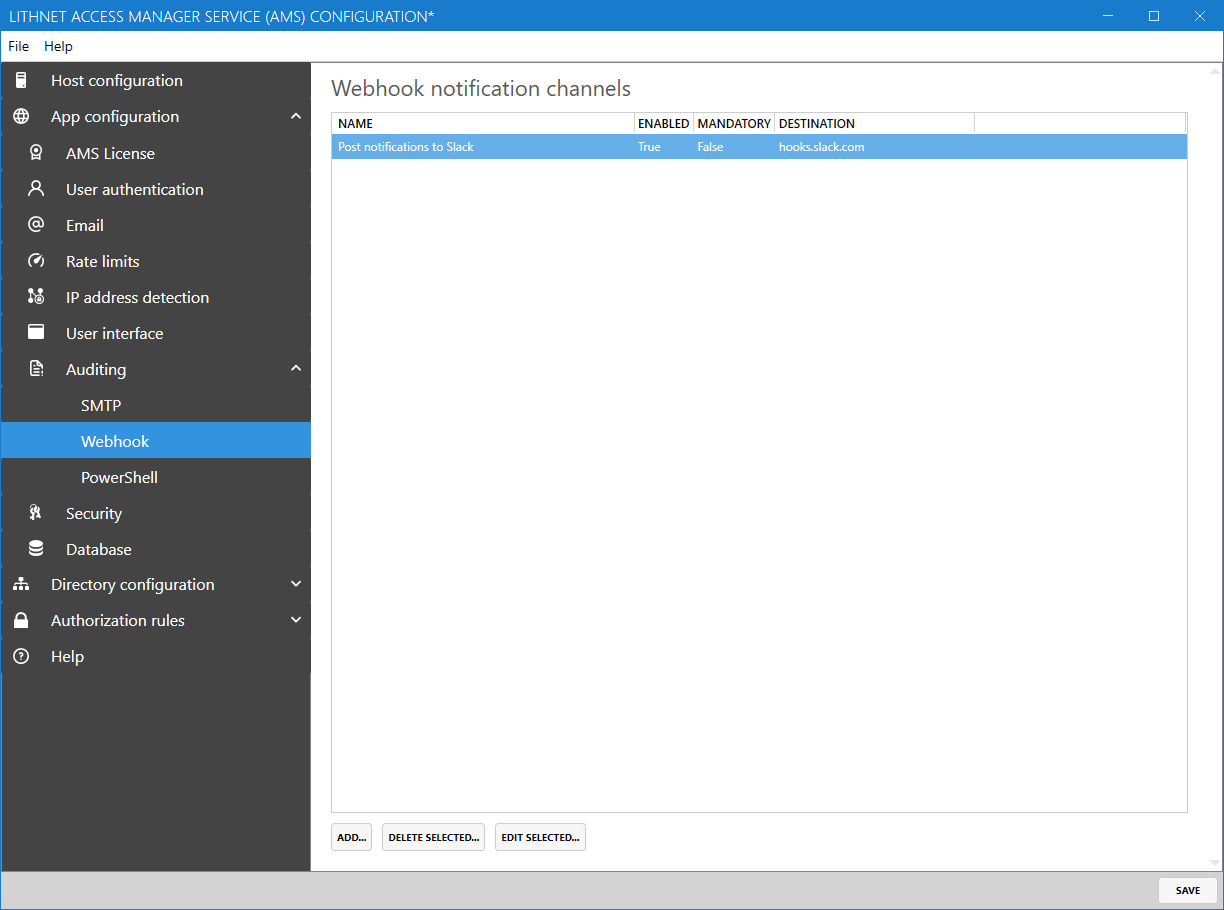 LITHNET ACCESS MANAGER SERVICE (AMS) CONFIGURATION*
File Help
Host configuration
App configuration
AMS License
User authentication
Email
Rate limits
IP address detection
User interface
Auditing
SMTP
Webhook
PowerShell
Security
Database
Directory configuration
Authorization rules
Help
Webhook notification channels
NAME ENABLED MANDATORY DESTINATION
Post notifications to Slack True False hooks.slack.com
ADD... DELETE SELECTED... EDIT SELECTED...
SAVE